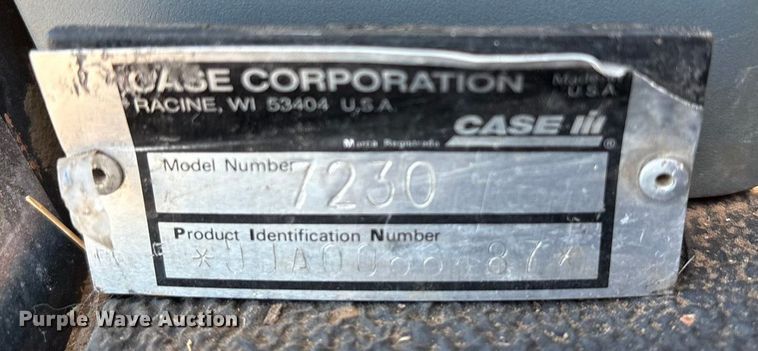 CASE CORPORATION
Made in
U.S.A
RACINE, WI 53404 U.S.A
CASE III
Marca Registrada
®
Model Number
7230
Product Identification Number
Purple Wave Auction